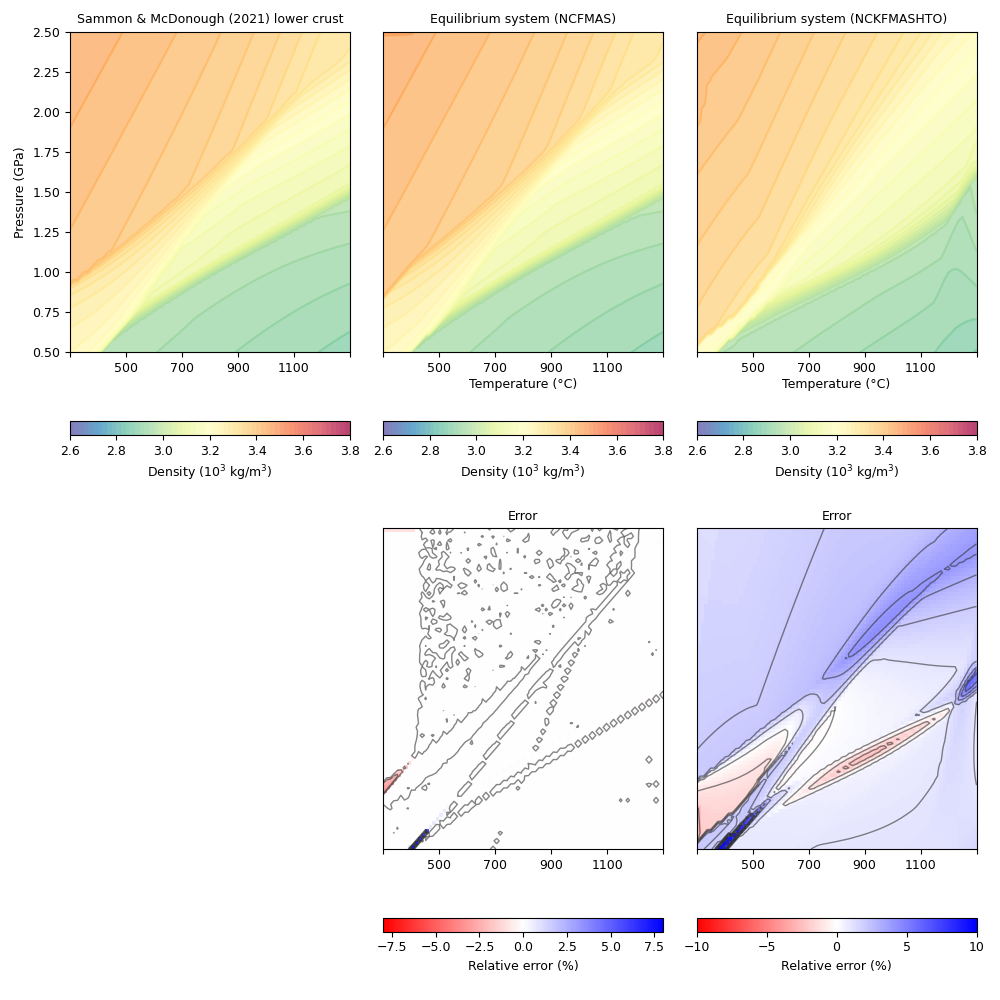 Sammon & McDonough (2021) lower crust
Equilibrium system (NCFMAS)
Equilibrium system (NCKFMASHTO)
2.50
2.25
2.00
1.75
1.50
1.25
1.00
0.75
0.50
Pressure (GPa)
500 700 900 1100
500 700 900 1100
500 700 900 1100
Temperature (°C)
Temperature (°C)
2.6 2.8 3.0 3.2 3.4 3.6 3.8
2.6 2.8 3.0 3.2 3.4 3.6 3.8
2.6 2.8 3.0 3.2 3.4 3.6 3.8
Density (10³ kg/m³)
Density (10³ kg/m³)
Density (10³ kg/m³)
Error
Error
500 700 900 1100
500 700 900 1100
−7.5 −5.0 −2.5 0.0 2.5 5.0 7.5
−10 −5 0 5 10
Relative error (%)
Relative error (%)